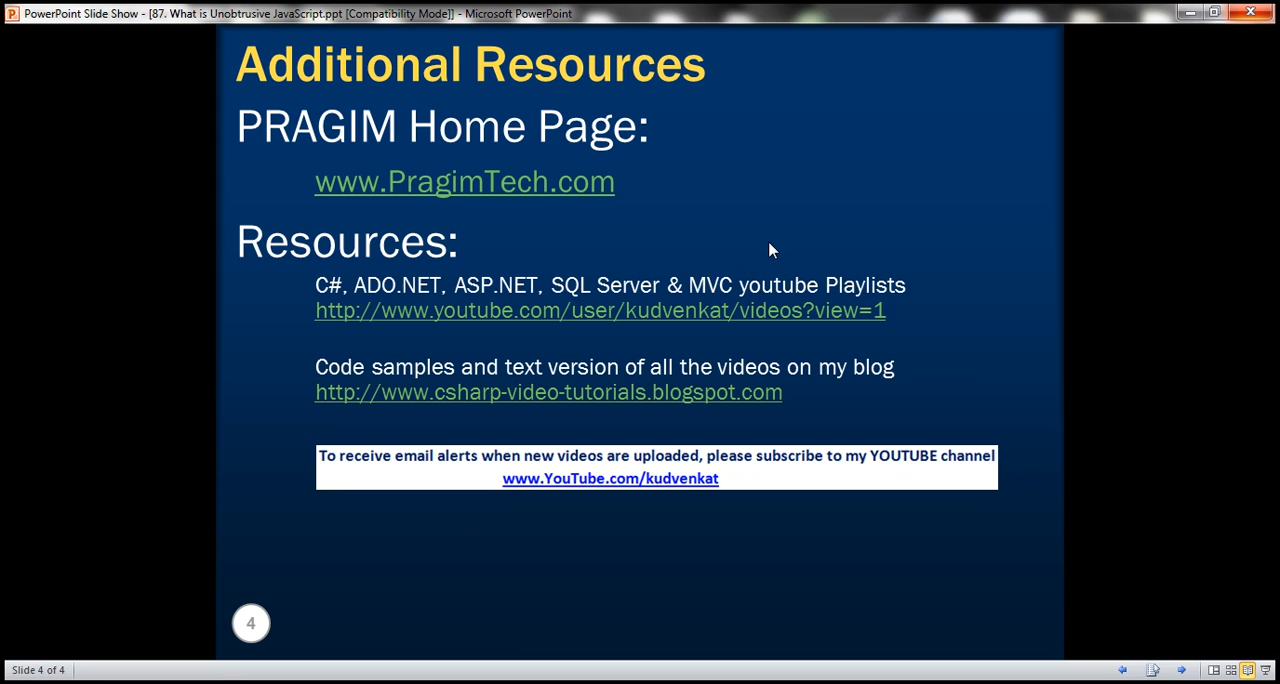 PowerPoint Slide Show - [87. What is Unobtrusive JavaScript.ppt [Compatibility Mode]] - Microsoft PowerPoint
Additional Resources
PRAGIM Home Page:
www.PragimTech.com
Resources:
C#, ADO.NET, ASP.NET, SQL Server & MVC youtube Playlists
http://www.youtube.com/user/kudvenkat/videos?view=1
Code samples and text version of all the videos on my blog
http://www.csharp-video-tutorials.blogspot.com
To receive email alerts when new videos are uploaded, please subscribe to my YOUTUBE channel
www.YouTube.com/kudvenkat
4
Slide 4 of 4